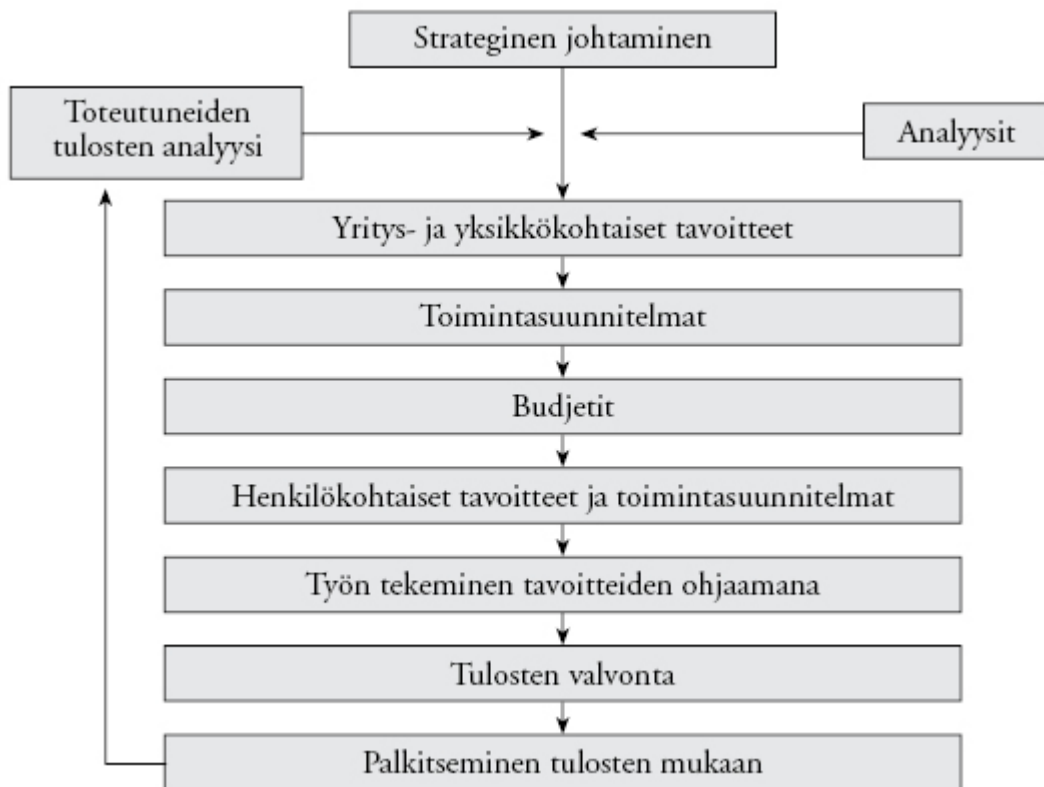 Strateginen johtaminen
Toteutuneiden
tulosten analyysi
Analyysit
Yritys- ja yksikkökohtaiset tavoitteet
Toimintasuunnitelmat
Budjetit
Henkilökohtaiset tavoitteet ja toimintasuunnitelmat
Työn tekeminen tavoitteiden ohjaamana
Tulosten valvonta
Palkitseminen tulosten mukaan